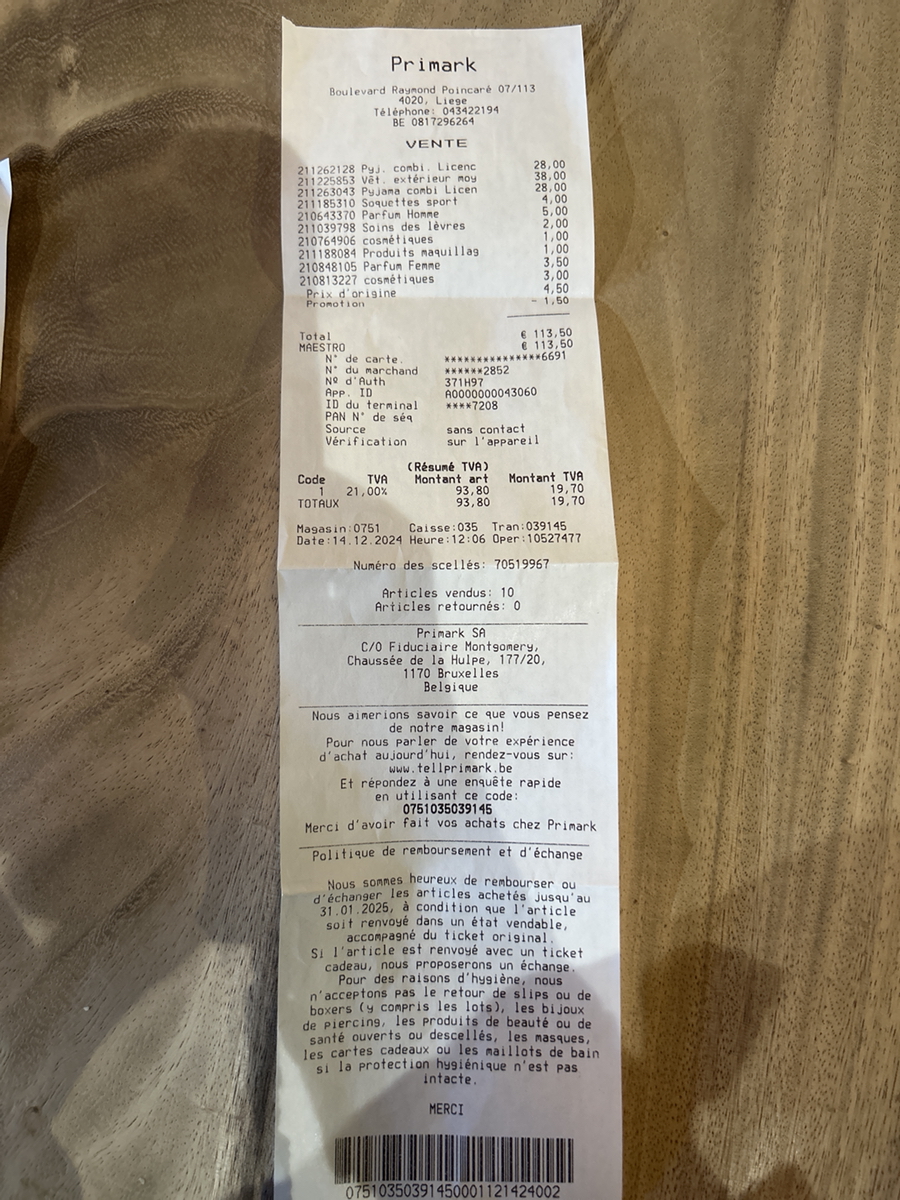 Primark
Boulevard Raymond Poincaré 07/113
4020, Liege
Téléphone: 043422194
BE 0817296264
VENTE
211262128 Pyj. combi. Licenc 28,00
211225853 Vêt. extérieur moy 38,00
211263043 Pyjama combi Licen 28,00
211185310 Soquettes sport 4,00
210643370 Parfum Homme 5,00
211039798 Soins des lèvres 2,00
210764906 cosmétiques 1,00
211188084 Produits maquillag 1,00
210848105 Parfum Femme 3,50
210813227 cosmétiques 3,00
Prix d'origine 4,50
Promotion - 1,50
Total € 113,50
MAESTRO € 113,50
N° de carte. ***************6691
N° du marchand ******2852
Nº d'Auth 371H97
App. ID A0000000043060
ID du terminal ****7208
PAN N° de séq
Source sans contact
Vérification sur l'appareil
(Résumé TVA)
Code TVA Montant art Montant TVA
1 21,00% 93,80 19,70
TOTAUX 93,80 19,70
Magasin:0751 Caisse:035 Tran:039145
Date:14.12.2024 Heure:12:06 Oper:10527477
Numéro des scellés: 70519967
Articles vendus: 10
Articles retournés: 0
Primark SA
C/O Fiduciaire Montgomery,
Chaussée de la Hulpe, 177/20,
1170 Bruxelles
Belgique
Nous aimerions savoir ce que vous pensez
de notre magasin!
Pour nous parler de votre expérience
d'achat aujourd'hui, rendez-vous sur:
www.tellprimark.be
Et répondez à une enquête rapide
en utilisant ce code:
0751035039145
Merci d'avoir fait vos achats chez Primark
Politique de remboursement et d'échange
Nous sommes heureux de rembourser ou
d'échanger les articles achetés jusqu'au
31.01.2025, à condition que l'article
soit renvoyé dans un état vendable,
accompagné du ticket original.
Si l'article est renvoyé avec un ticket
cadeau, nous proposerons un échange.
Pour des raisons d'hygiène, nous
n'acceptons pas le retour de slips ou de
boxers (y compris les lots), les bijoux
de piercing, les produits de beauté ou de
santé ouverts ou descellés, les masques,
les cartes cadeaux ou les maillots de bain
si la protection hygiénique n'est pas
intacte.
MERCI
07510350391450001121424002